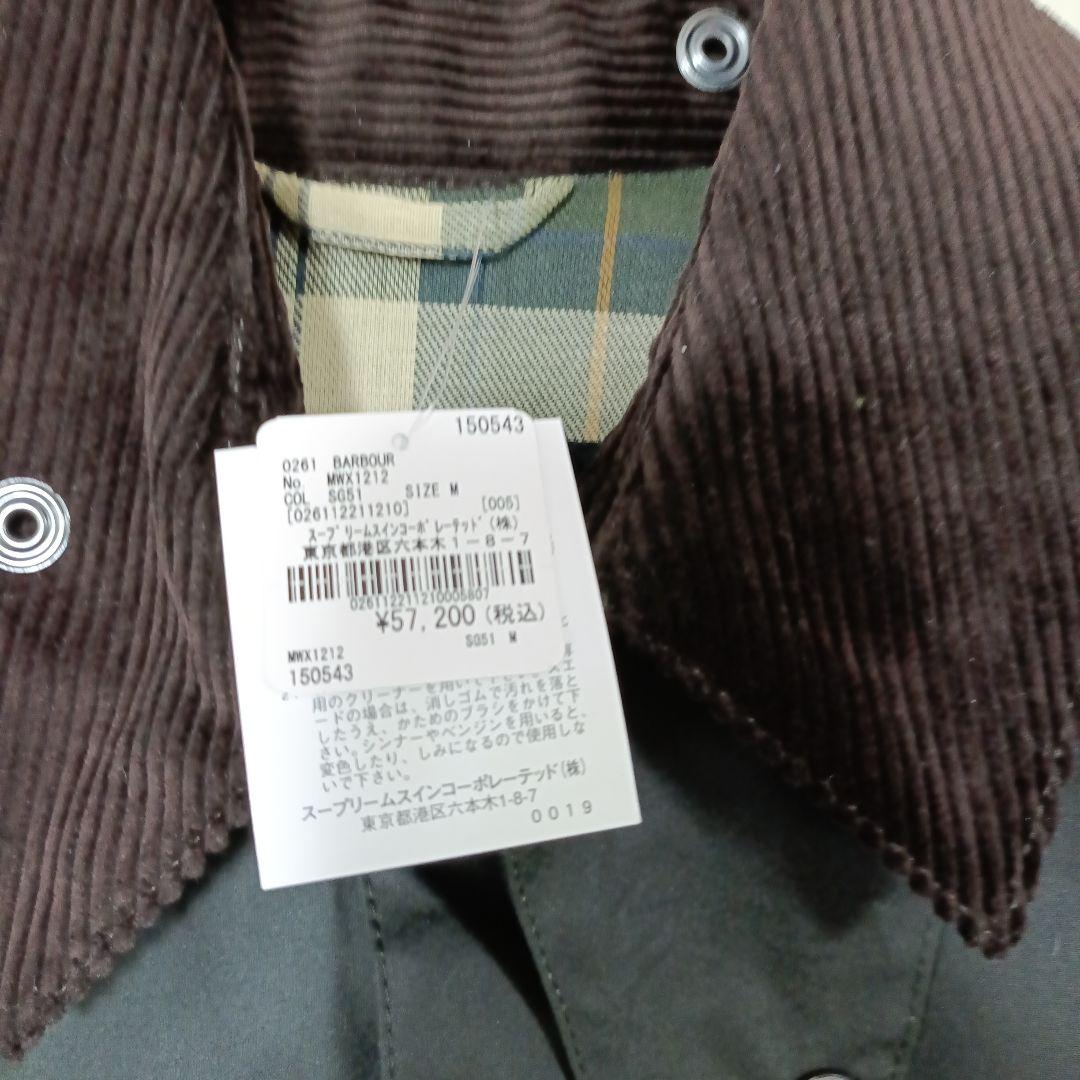 150543
0261 BARBOUR
No. MWX1212
COL SG51 SIZE M
[026112211210] [005]
スープリームスインコーポレーテッド(株)
東京都港区六本木1-8-7
026112211210005807
¥57,200(税込)
SG51 M
MWX1212
150543
用のクリーナーを用いて
ードの場合は、消しゴムで汚れを落と
したうえ、かためのブラシをかけて下
さい。シンナーやベンジンを用いると、
変色したり、しみになるので使用しな
いで下さい。
スープリームスインコーポレーテッド(株)
東京都港区六本木1-8-7
0019